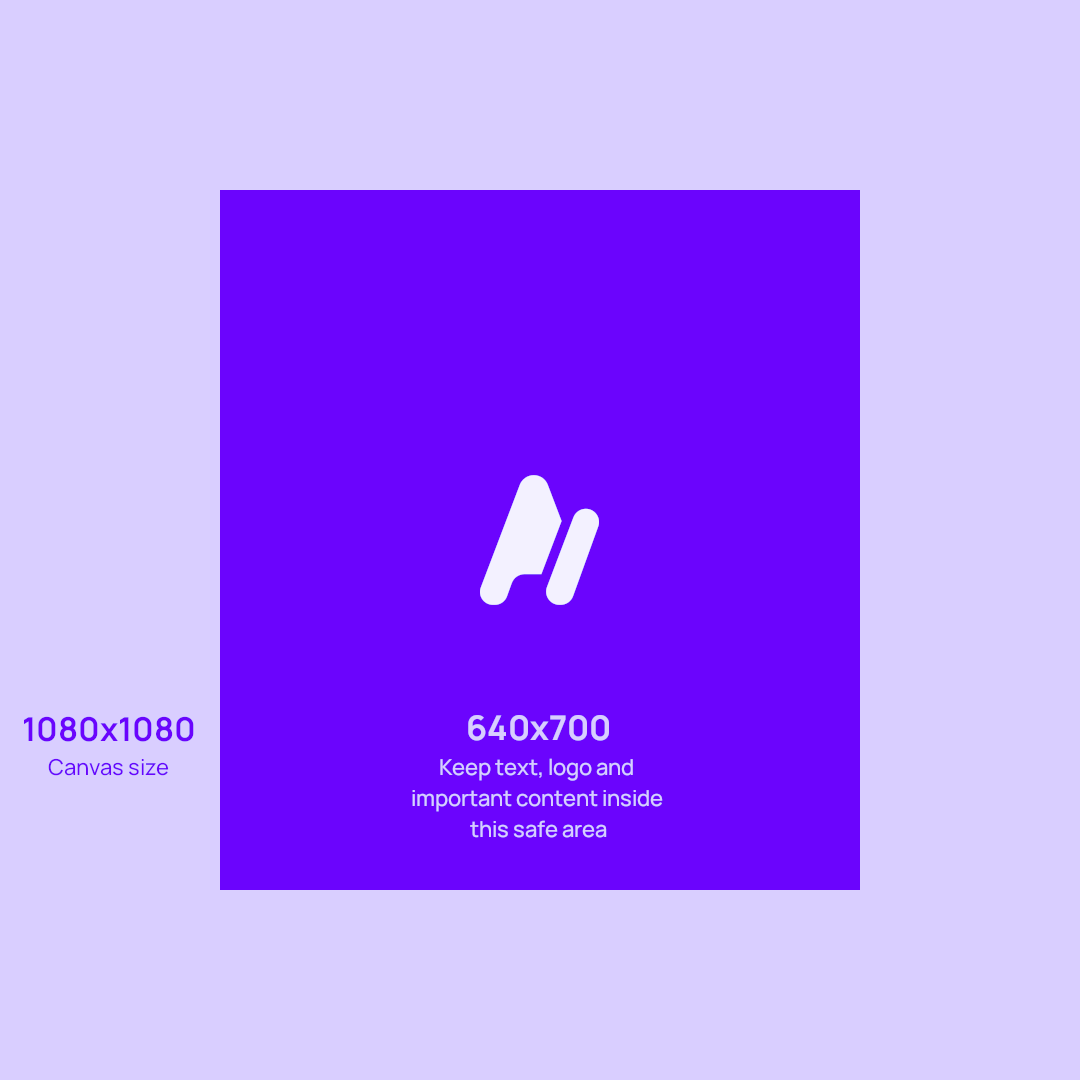 1080x1080
Canvas size
640x700
Keep text, logo and
important content inside
this safe area